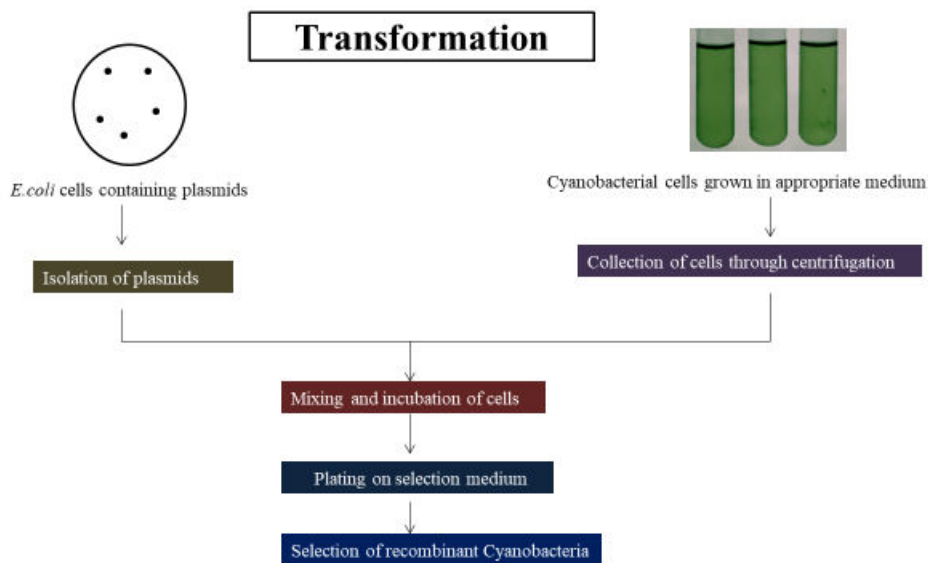 Transformation
E.coli cells containing plasmids
Cyanobacterial cells grown in appropriate medium
Isolation of plasmids
Collection of cells through centrifugation
Mixing and incubation of cells
Plating on selection medium
Selection of recombinant Cyanobacteria